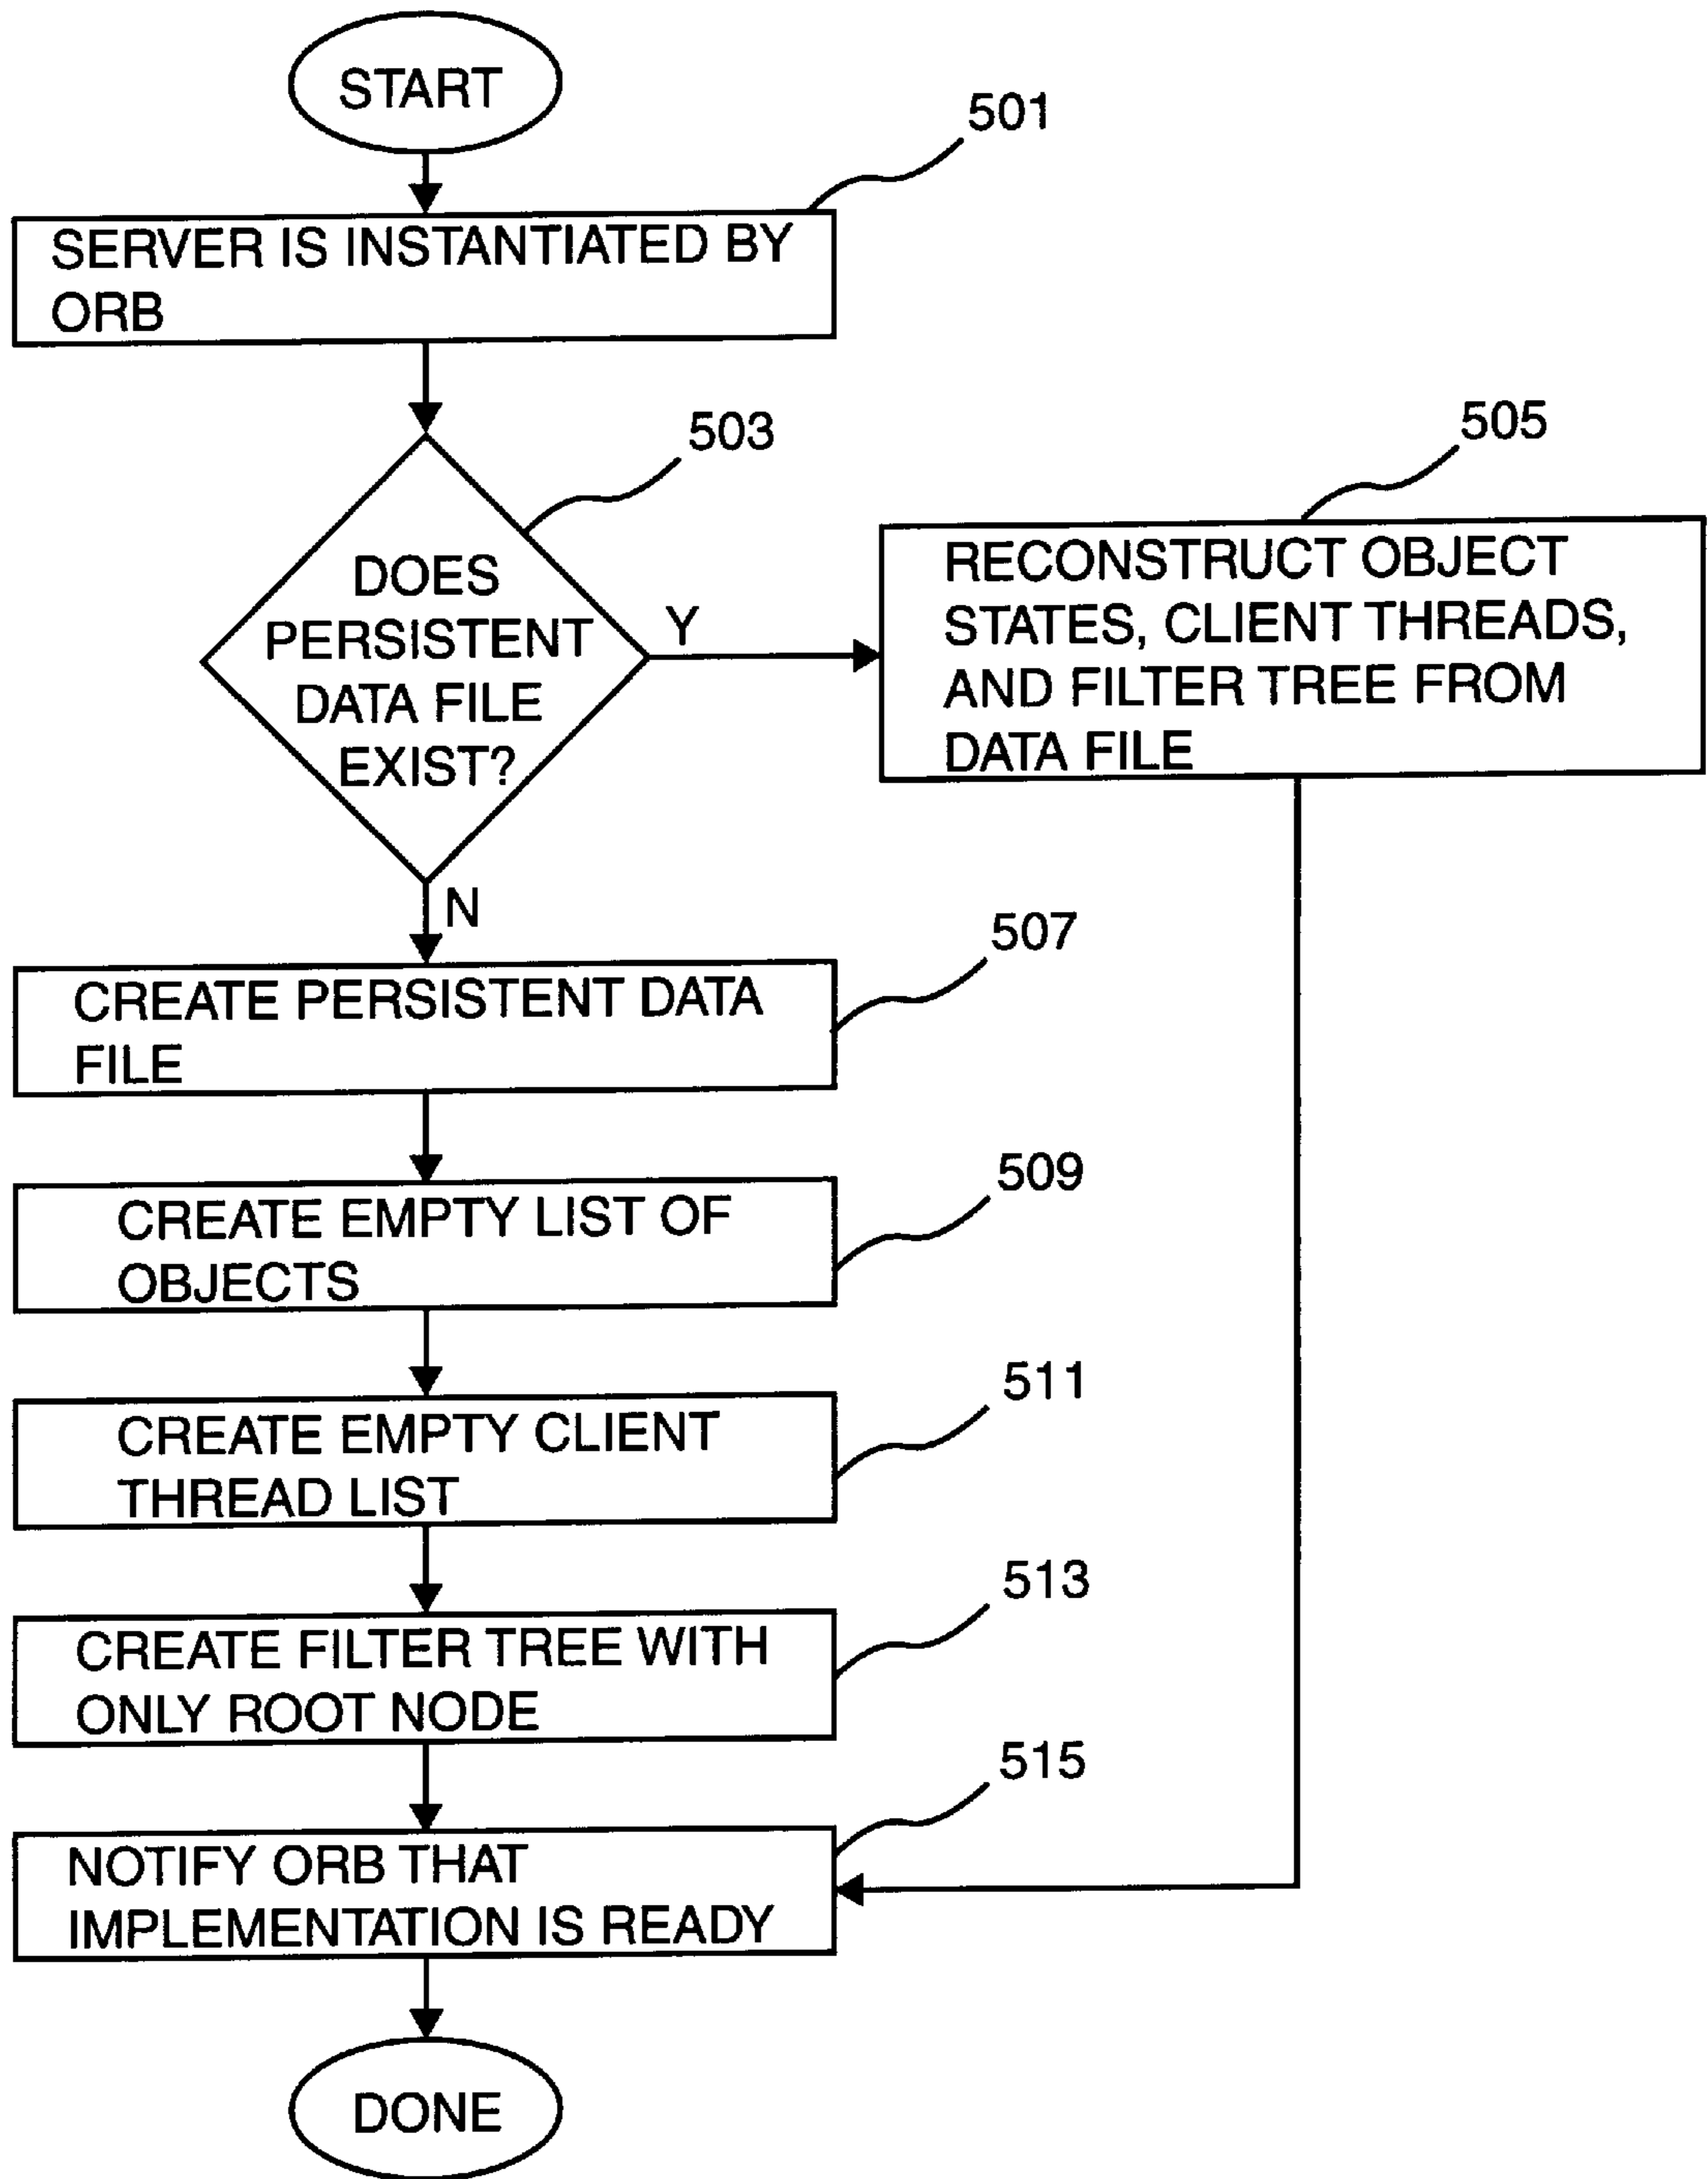 START
501
SERVER IS INSTANTIATED BY
ORB
503
505
DOES
PERSISTENT
DATA FILE
EXIST?
Y
RECONSTRUCT OBJECT
STATES, CLIENT THREADS,
AND FILTER TREE FROM
DATA FILE
N
507
CREATE PERSISTENT DATA
FILE
509
CREATE EMPTY LIST OF
OBJECTS
511
CREATE EMPTY CLIENT
THREAD LIST
513
CREATE FILTER TREE WITH
ONLY ROOT NODE
515
NOTIFY ORB THAT
IMPLEMENTATION IS READY
DONE